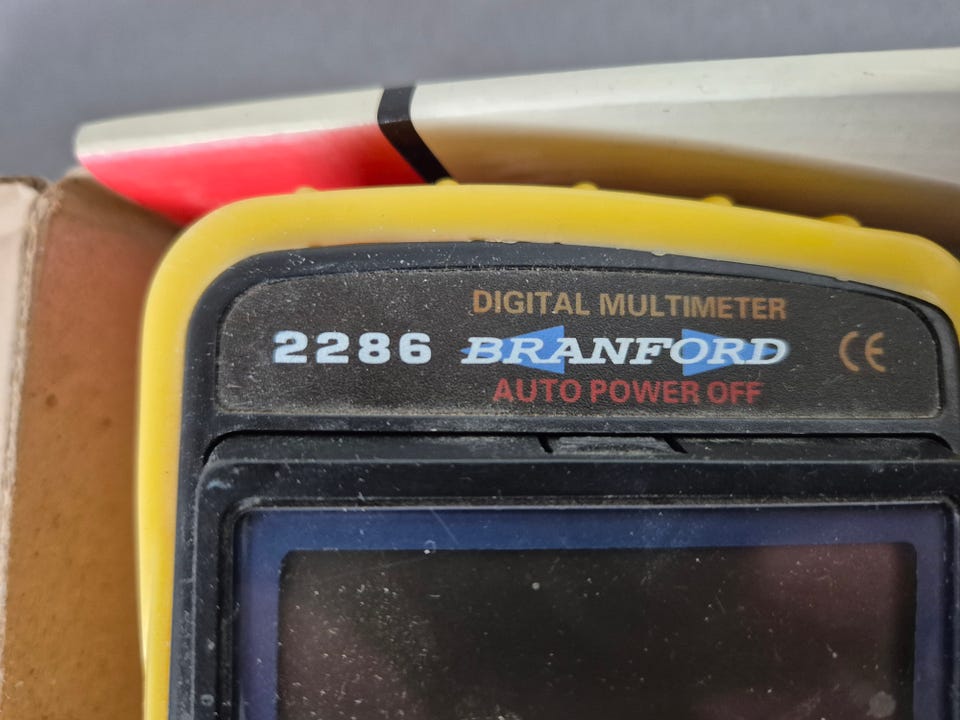 DIGITAL MULTIMETER
2286 BRANFORD CE
AUTO POWER OFF